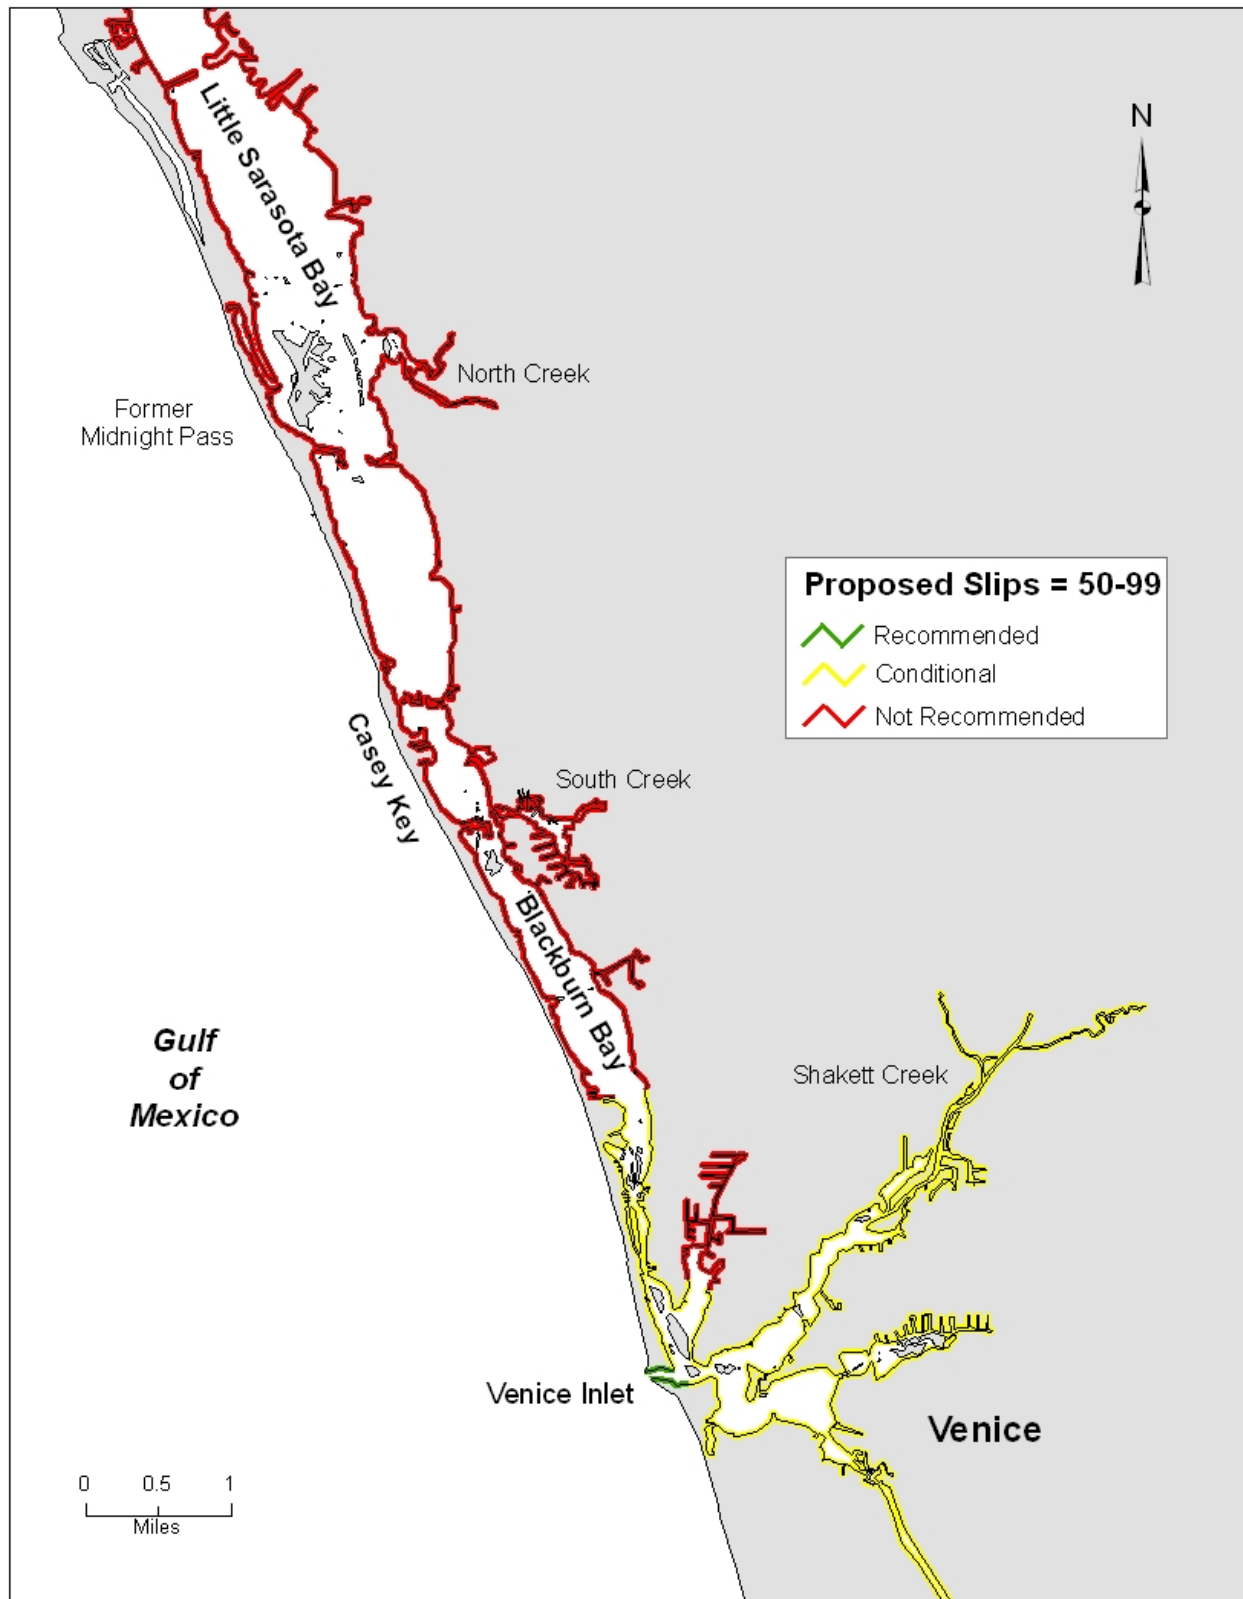 N
Little Sarasota Bay
North Creek
Former
Midnight Pass
Proposed Slips = 50-99
Recommended
Conditional
Not Recommended
Casey Key
South Creek
Blackburn Bay
Gulf
of
Mexico
Shakett Creek
Venice Inlet
Venice
0 0.5 1
Miles